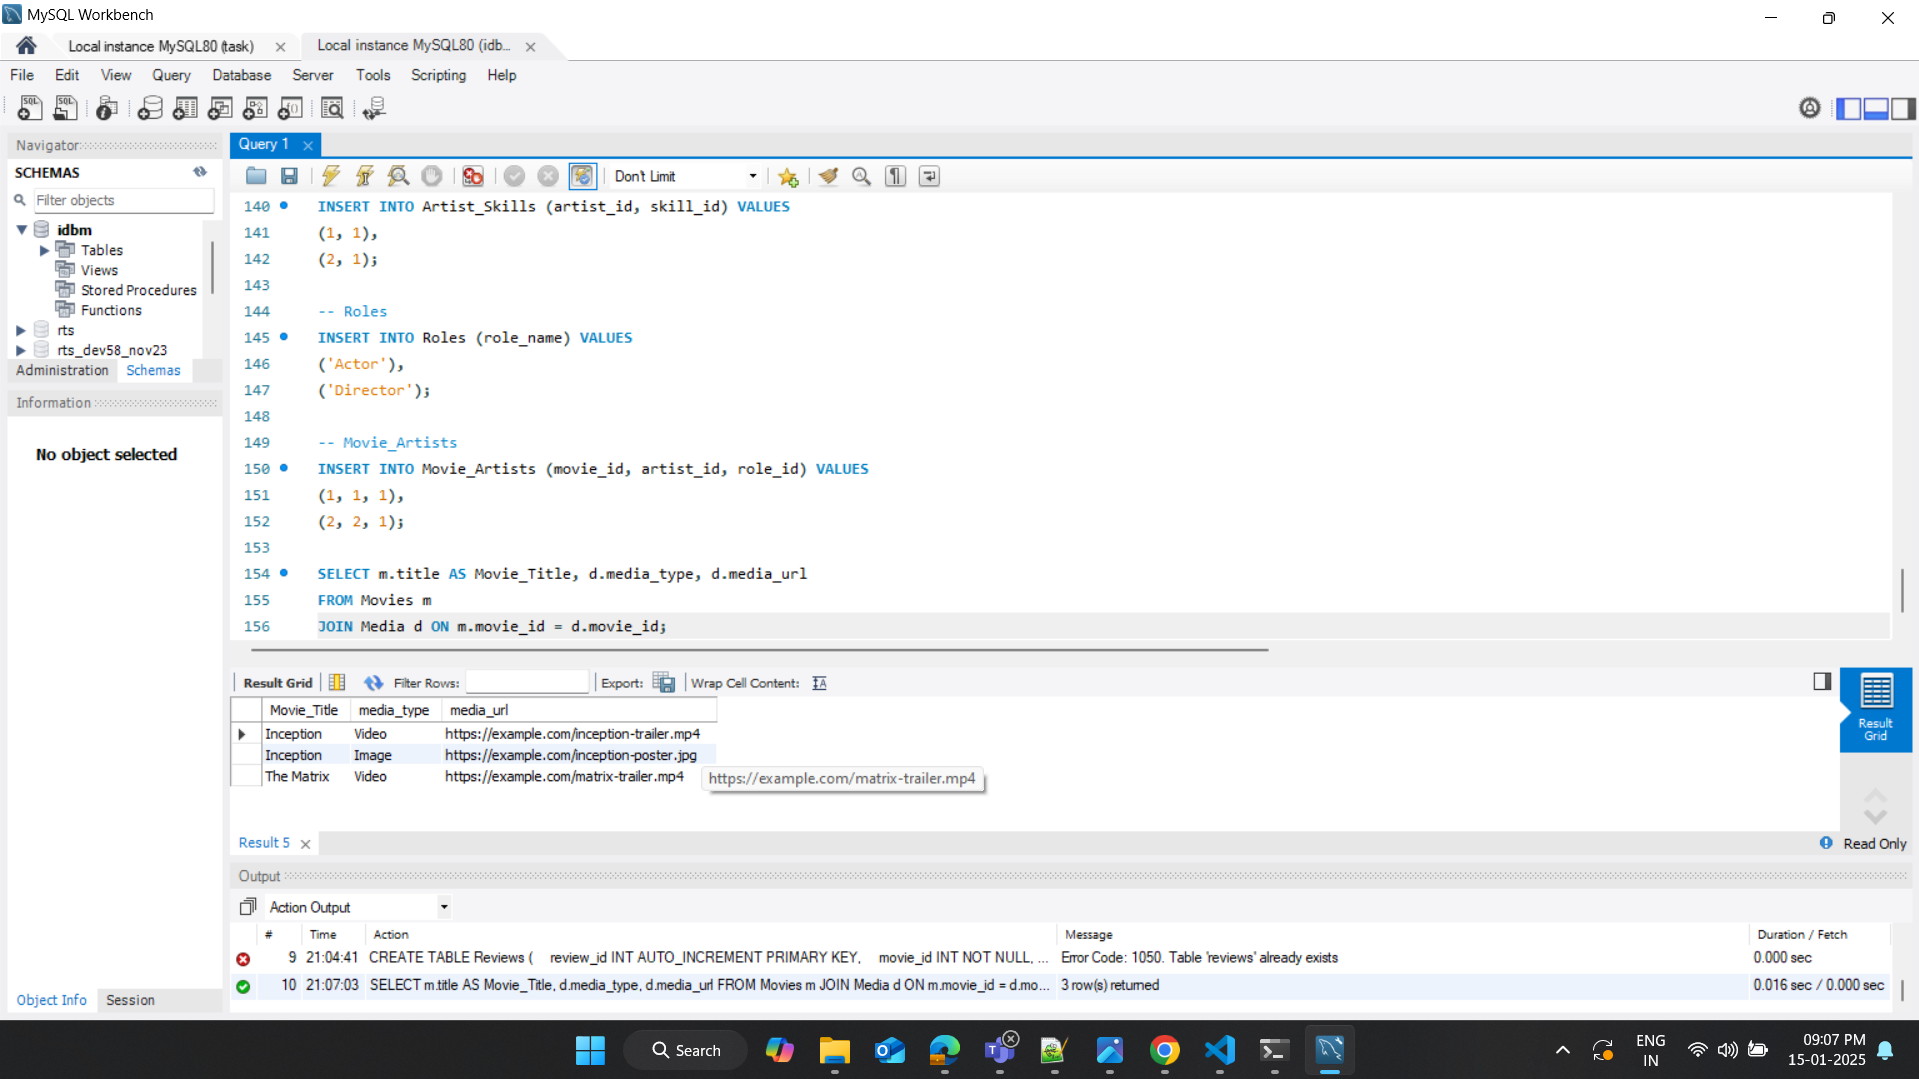 MySQL Workbench
Local instance MySQL80 (task)
Local instance MySQL80 (idb...
File Edit View Query Database Server Tools Scripting Help
Navigator
SCHEMAS
Filter objects
idbm
Tables
Views
Stored Procedures
Functions
rts
rts_dev58_nov23
Administration Schemas
Information
No object selected
Object Info Session
Query 1
Don't Limit
140 INSERT INTO Artist_Skills (artist_id, skill_id) VALUES
141 (1, 1),
142 (2, 1);
143
144 -- Roles
145 INSERT INTO Roles (role_name) VALUES
146 ('Actor'),
147 ('Director');
148
149 -- Movie_Artists
150 INSERT INTO Movie_Artists (movie_id, artist_id, role_id) VALUES
151 (1, 1, 1),
152 (2, 2, 1);
153
154 SELECT m.title AS Movie_Title, d.media_type, d.media_url
155 FROM Movies m
156 JOIN Media d ON m.movie_id = d.movie_id;
Result Grid Filter Rows: Export: Wrap Cell Content:
Movie_Title media_type media_url
Inception Video https://example.com/inception-trailer.mp4
Inception Image https://example.com/inception-poster.jpg
The Matrix Video https://example.com/matrix-trailer.mp4
https://example.com/matrix-trailer.mp4
Result
Grid
Result 5
Read Only
Output
Action Output
# Time Action Message Duration / Fetch
9 21:04:41 CREATE TABLE Reviews ( review_id INT AUTO_INCREMENT PRIMARY KEY, movie_id INT NOT NULL, ... Error Code: 1050. Table 'reviews' already exists 0.000 sec
10 21:07:03 SELECT m.title AS Movie_Title, d.media_type, d.media_url FROM Movies m JOIN Media d ON m.movie_id = d.mo... 3 row(s) returned 0.016 sec / 0.000 sec
Search
ENG
IN
09:07 PM
15-01-2025